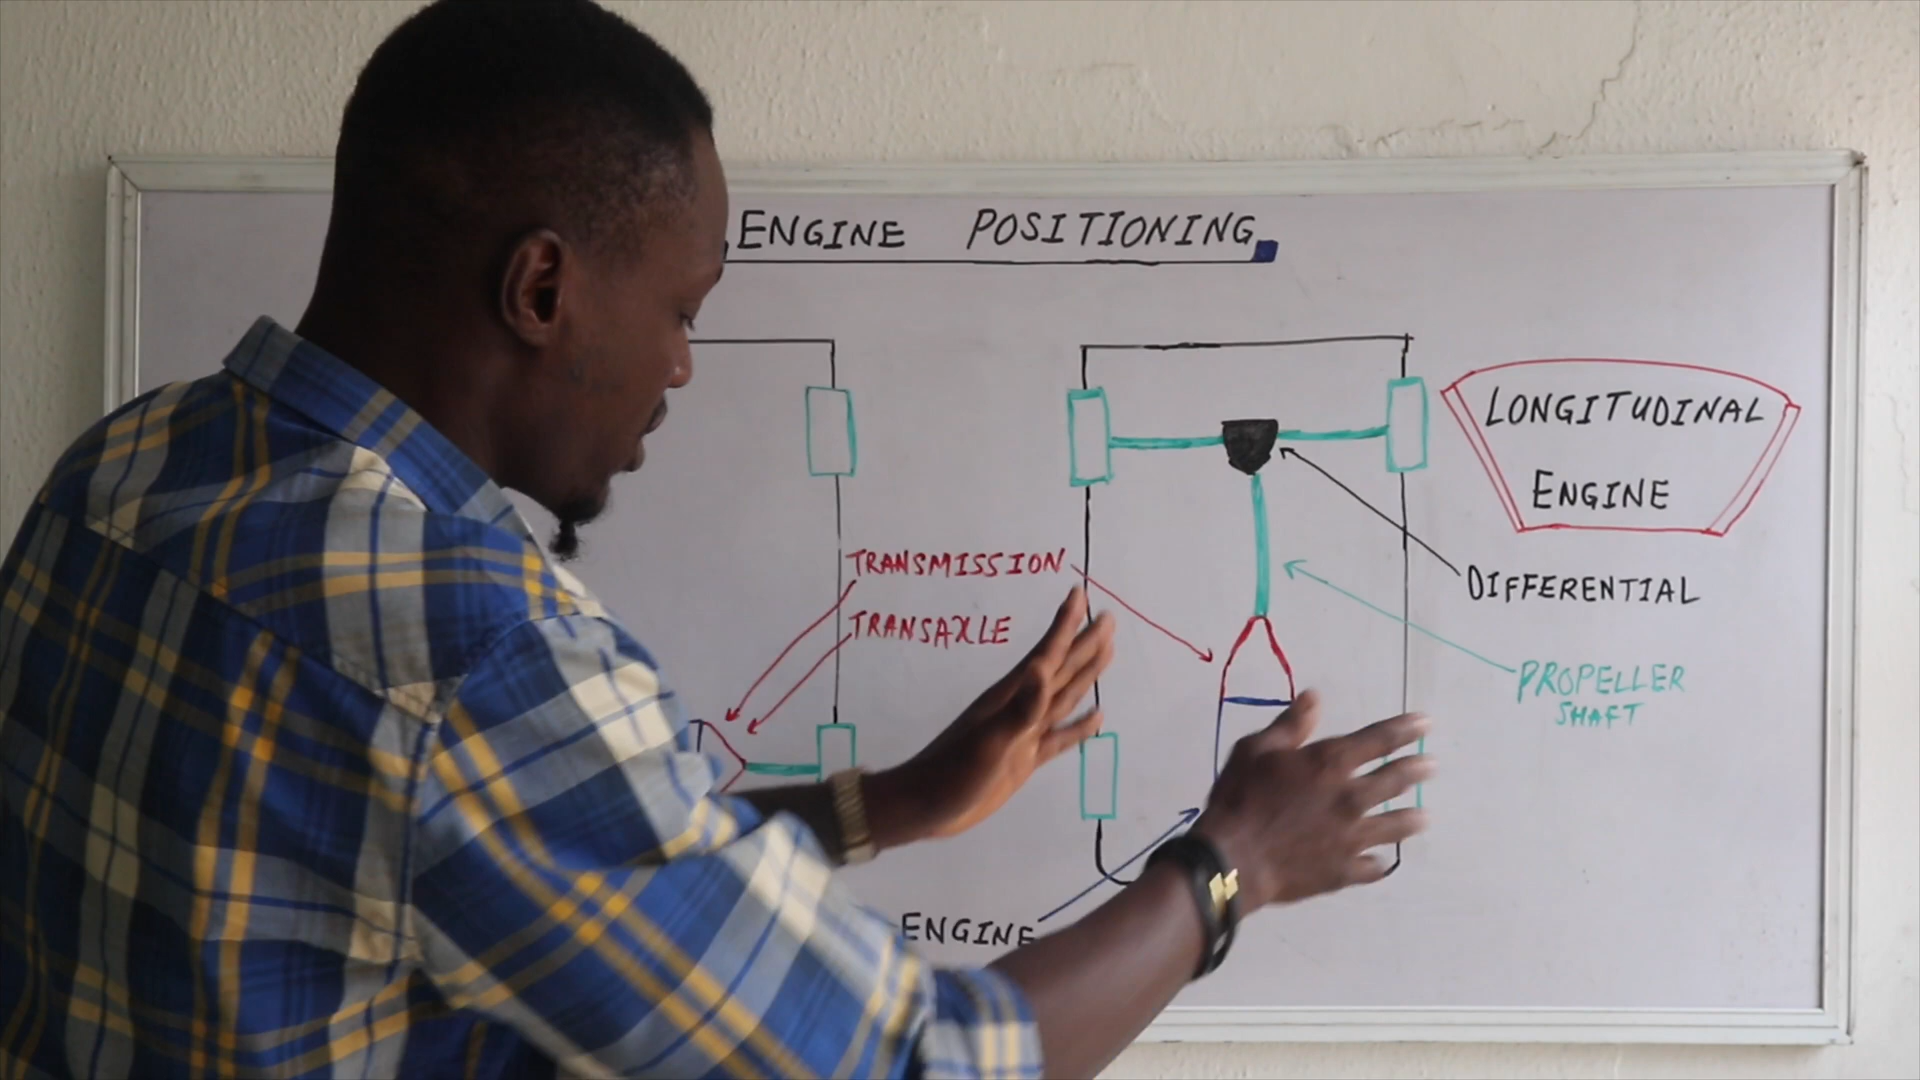 ENGINE POSITIONING
LONGITUDINAL
ENGINE
TRANSMISSION
DIFFERENTIAL
TRANSAXLE
PROPELLER
SHAFT
ENGINE